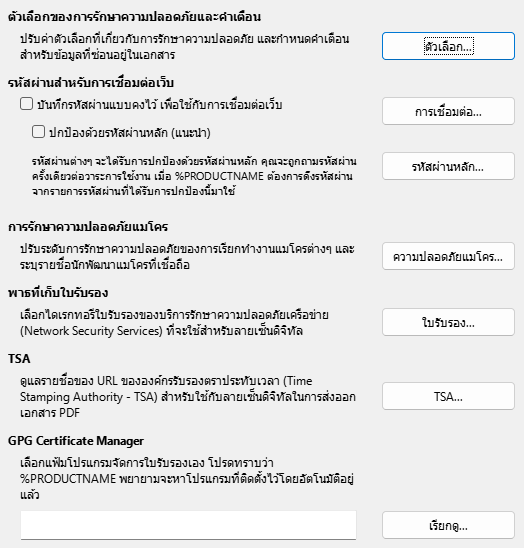 ตัวเลือกของการรักษาความปลอดภัยและคำเตือน
ปรับค่าตัวเลือกที่เกี่ยวกับการรักษาความปลอดภัย และกำหนดคำเตือน
สำหรับข้อมูลที่ซ่อนอยู่ในเอกสาร
ตัวเลือก...
รหัสผ่านสำหรับการเชื่อมต่อเว็บ
บันทึกรหัสผ่านแบบคงไว้ เพื่อใช้กับการเชื่อมต่อเว็บ
การเชื่อมต่อ...
ปกป้องด้วยรหัสผ่านหลัก (แนะนำ)
รหัสผ่านต่างๆ จะได้รับการปกป้องด้วยรหัสผ่านหลัก คุณจะถูกถามรหัสผ่าน
ครั้งเดียวต่อวาระการใช้งาน เมื่อ %PRODUCTNAME ต้องการดึงรหัสผ่าน
จากรายการรหัสผ่านที่ได้รับการปกป้องนี้มาใช้
รหัสผ่านหลัก...
การรักษาความปลอดภัยแมโคร
ปรับระดับการรักษาความปลอดภัยของการเรียกทำงานแมโครต่างๆ และ
ระบุรายชื่อนักพัฒนาแมโครที่เชื่อถือ
ความปลอดภัยแมโคร...
พาธที่เก็บใบรับรอง
เลือกไดเรกทอรีใบรับรองของบริการรักษาความปลอดภัยเครือข่าย
(Network Security Services) ที่จะใช้สำหรับลายเซ็นดิจิทัล
ใบรับรอง...
TSA
ดูแลรายชื่อของ URL ขององค์กรรับรองตราประทับเวลา (Time
Stamping Authority - TSA) สำหรับใช้กับลายเซ็นดิจิทัลในการส่งออก
เอกสาร PDF
TSA...
GPG Certificate Manager
เลือกแฟ้มโปรแกรมจัดการใบรับรองเอง โปรดทราบว่า
%PRODUCTNAME พยายามจะหาโปรแกรมที่ติดตั้งไว้โดยอัตโนมัติอยู่
แล้ว
เรียกดู...